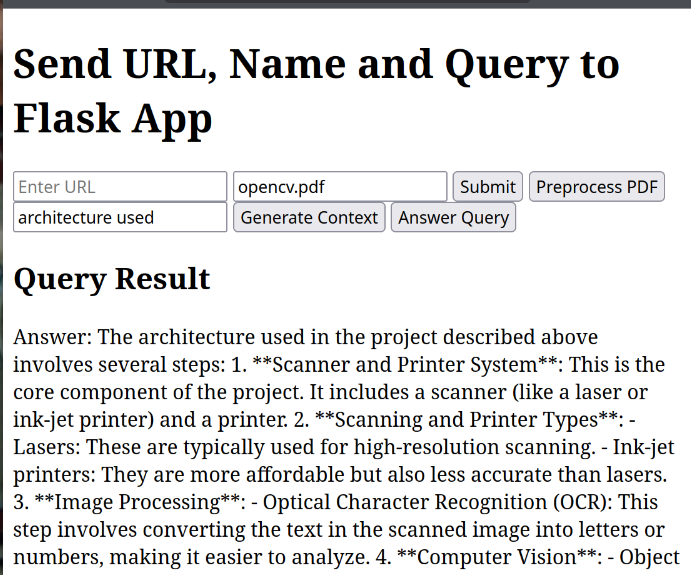 Send URL, Name and Query to
Flask App
Enter URL opencv.pdf Submit Preprocess PDF
architecture used Generate Context Answer Query
Query Result
Answer: The architecture used in the project described above
involves several steps: 1. **Scanner and Printer System**: This is the
core component of the project. It includes a scanner (like a laser or
ink-jet printer) and a printer. 2. **Scanning and Printer Types**: -
Lasers: These are typically used for high-resolution scanning. - Ink-jet
printers: They are more affordable but also less accurate than lasers.
3. **Image Processing**: - Optical Character Recognition (OCR): This
step involves converting the text in the scanned image into letters or
numbers, making it easier to analyze. 4. **Computer Vision**: - Object